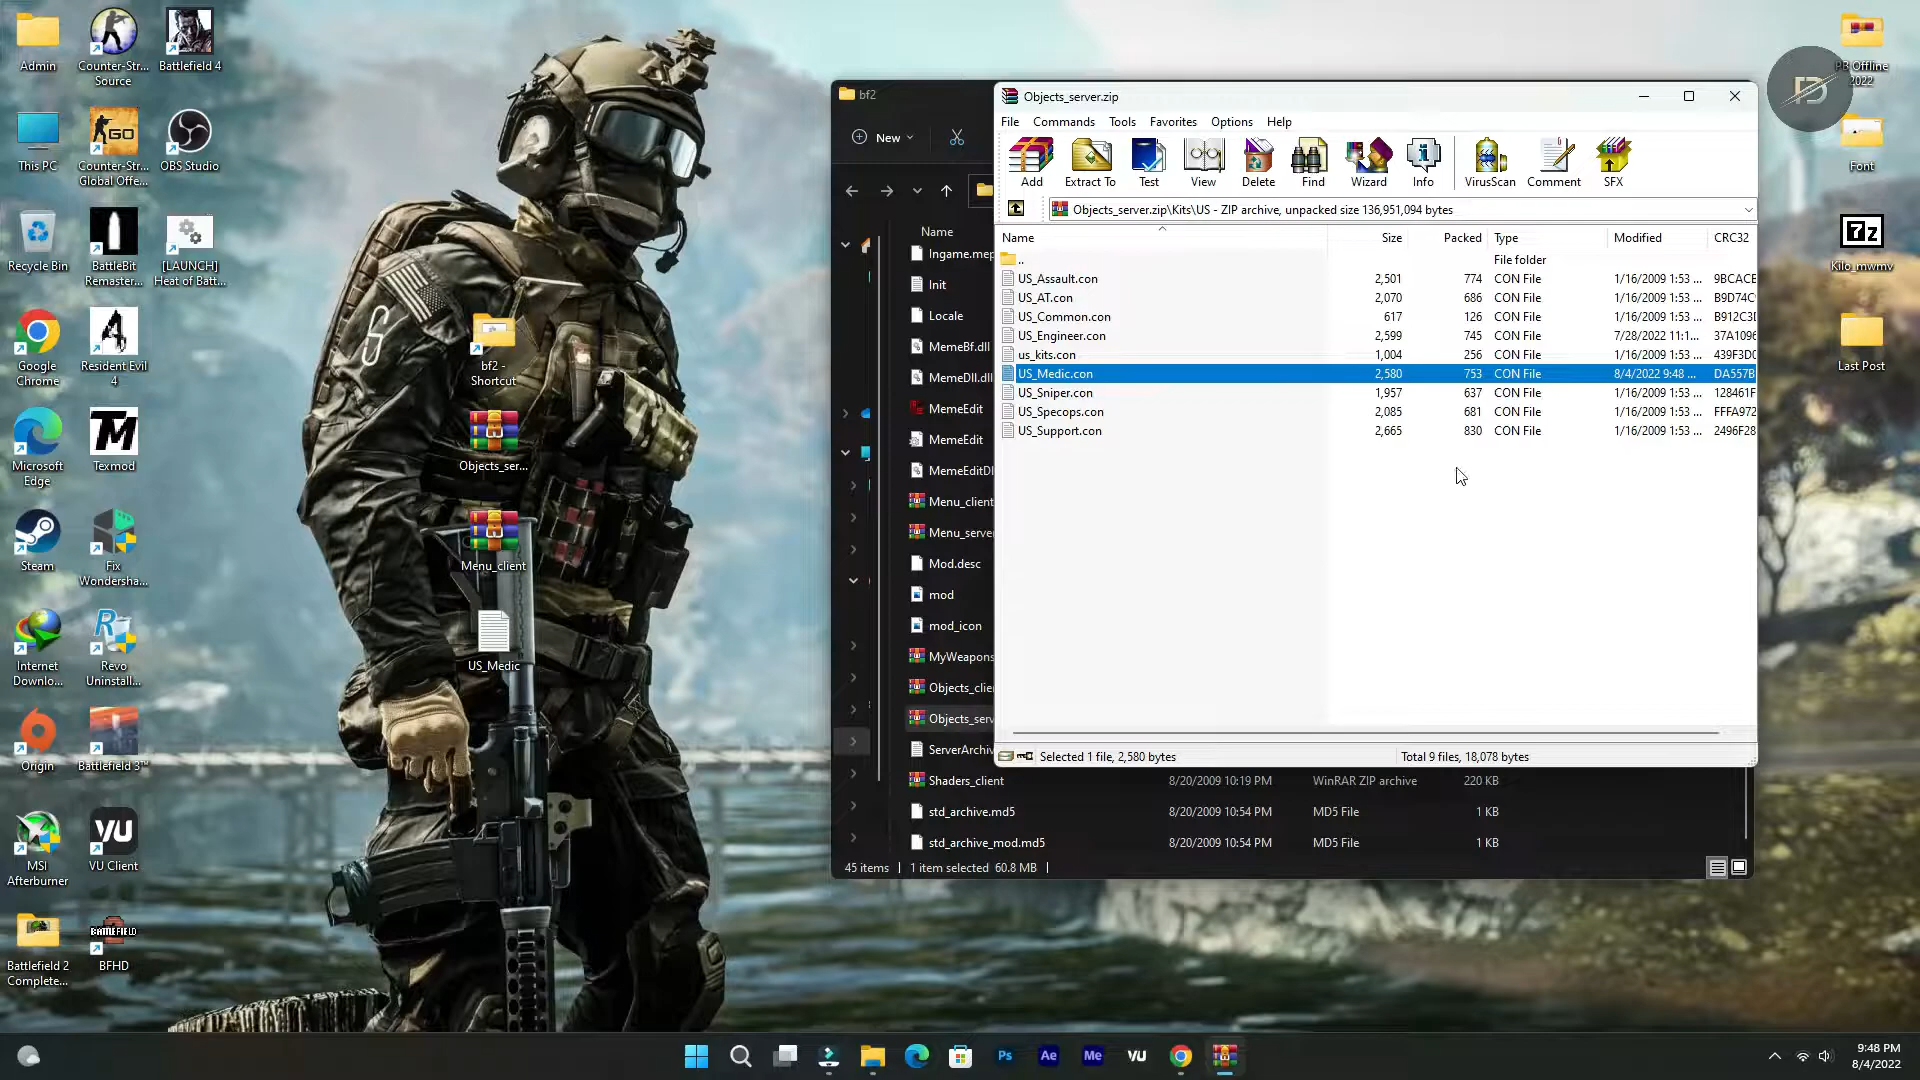 Admin
Counter-Str...
Source
Battlefield 4
This PC
Counter-Str...
Global Offe...
OBS Studio
Recycle Bin
BattleBit
Remaster...
[LAUNCH]
Heat of Batt...
Google
Chrome
Resident Evil
4
Microsoft
Edge
Texmod
Steam
Fix
Wondersha...
Internet
Downlo...
Revo
Uninstall...
Origin
Battlefield 3™
MSI
Afterburner
VU Client
Battlefield 2
Complete...
BFHD
bf2 -
Shortcut
Objects_ser...
Menu_client
US_Medic
PB Offline
2022
Font
Kilo_mwmv
Last Post
bf2
New
Name
Ingame.mep
Init
Locale
MemeBf.dll
MemeDll.dll
MemeEdit
MemeEdit
MemeEditDl
Menu_client
Menu_server
Mod.desc
mod
mod_icon
MyWeapons
Objects_clie
Objects_serv
ServerArchiv
Shaders_client 8/20/2009 10:19 PM WinRAR ZIP archive 220 KB
std_archive.md5 8/20/2009 10:54 PM MD5 File 1 KB
std_archive_mod.md5 8/20/2009 10:54 PM MD5 File 1 KB
45 items 1 item selected 60.8 MB
Objects_server.zip
File Commands Tools Favorites Options Help
Add Extract To Test View Delete Find Wizard Info VirusScan Comment SFX
Objects_server.zip\Kits\US - ZIP archive, unpacked size 136,951,094 bytes
Name Size Packed Type Modified CRC32
.. File folder
US_Assault.con 2,501 774 CON File 1/16/2009 1:53 ... 9BCACE
US_AT.con 2,070 686 CON File 1/16/2009 1:53 ... B9D74C
US_Common.con 617 126 CON File 1/16/2009 1:53 ... B912C3
US_Engineer.con 2,599 745 CON File 7/28/2022 11:1... 37A109
us_kits.con 1,004 256 CON File 1/16/2009 1:53 ... 439F3D
US_Medic.con 2,580 753 CON File 8/4/2022 9:48 ... DA557B
US_Sniper.con 1,957 637 CON File 1/16/2009 1:53 ... 128461F
US_Specops.con 2,085 681 CON File 1/16/2009 1:53 ... FFFA972
US_Support.con 2,665 830 CON File 1/16/2009 1:53 ... 2496F28
Selected 1 file, 2,580 bytes Total 9 files, 18,078 bytes
Ps Ae Me VU
9:48 PM
8/4/2022